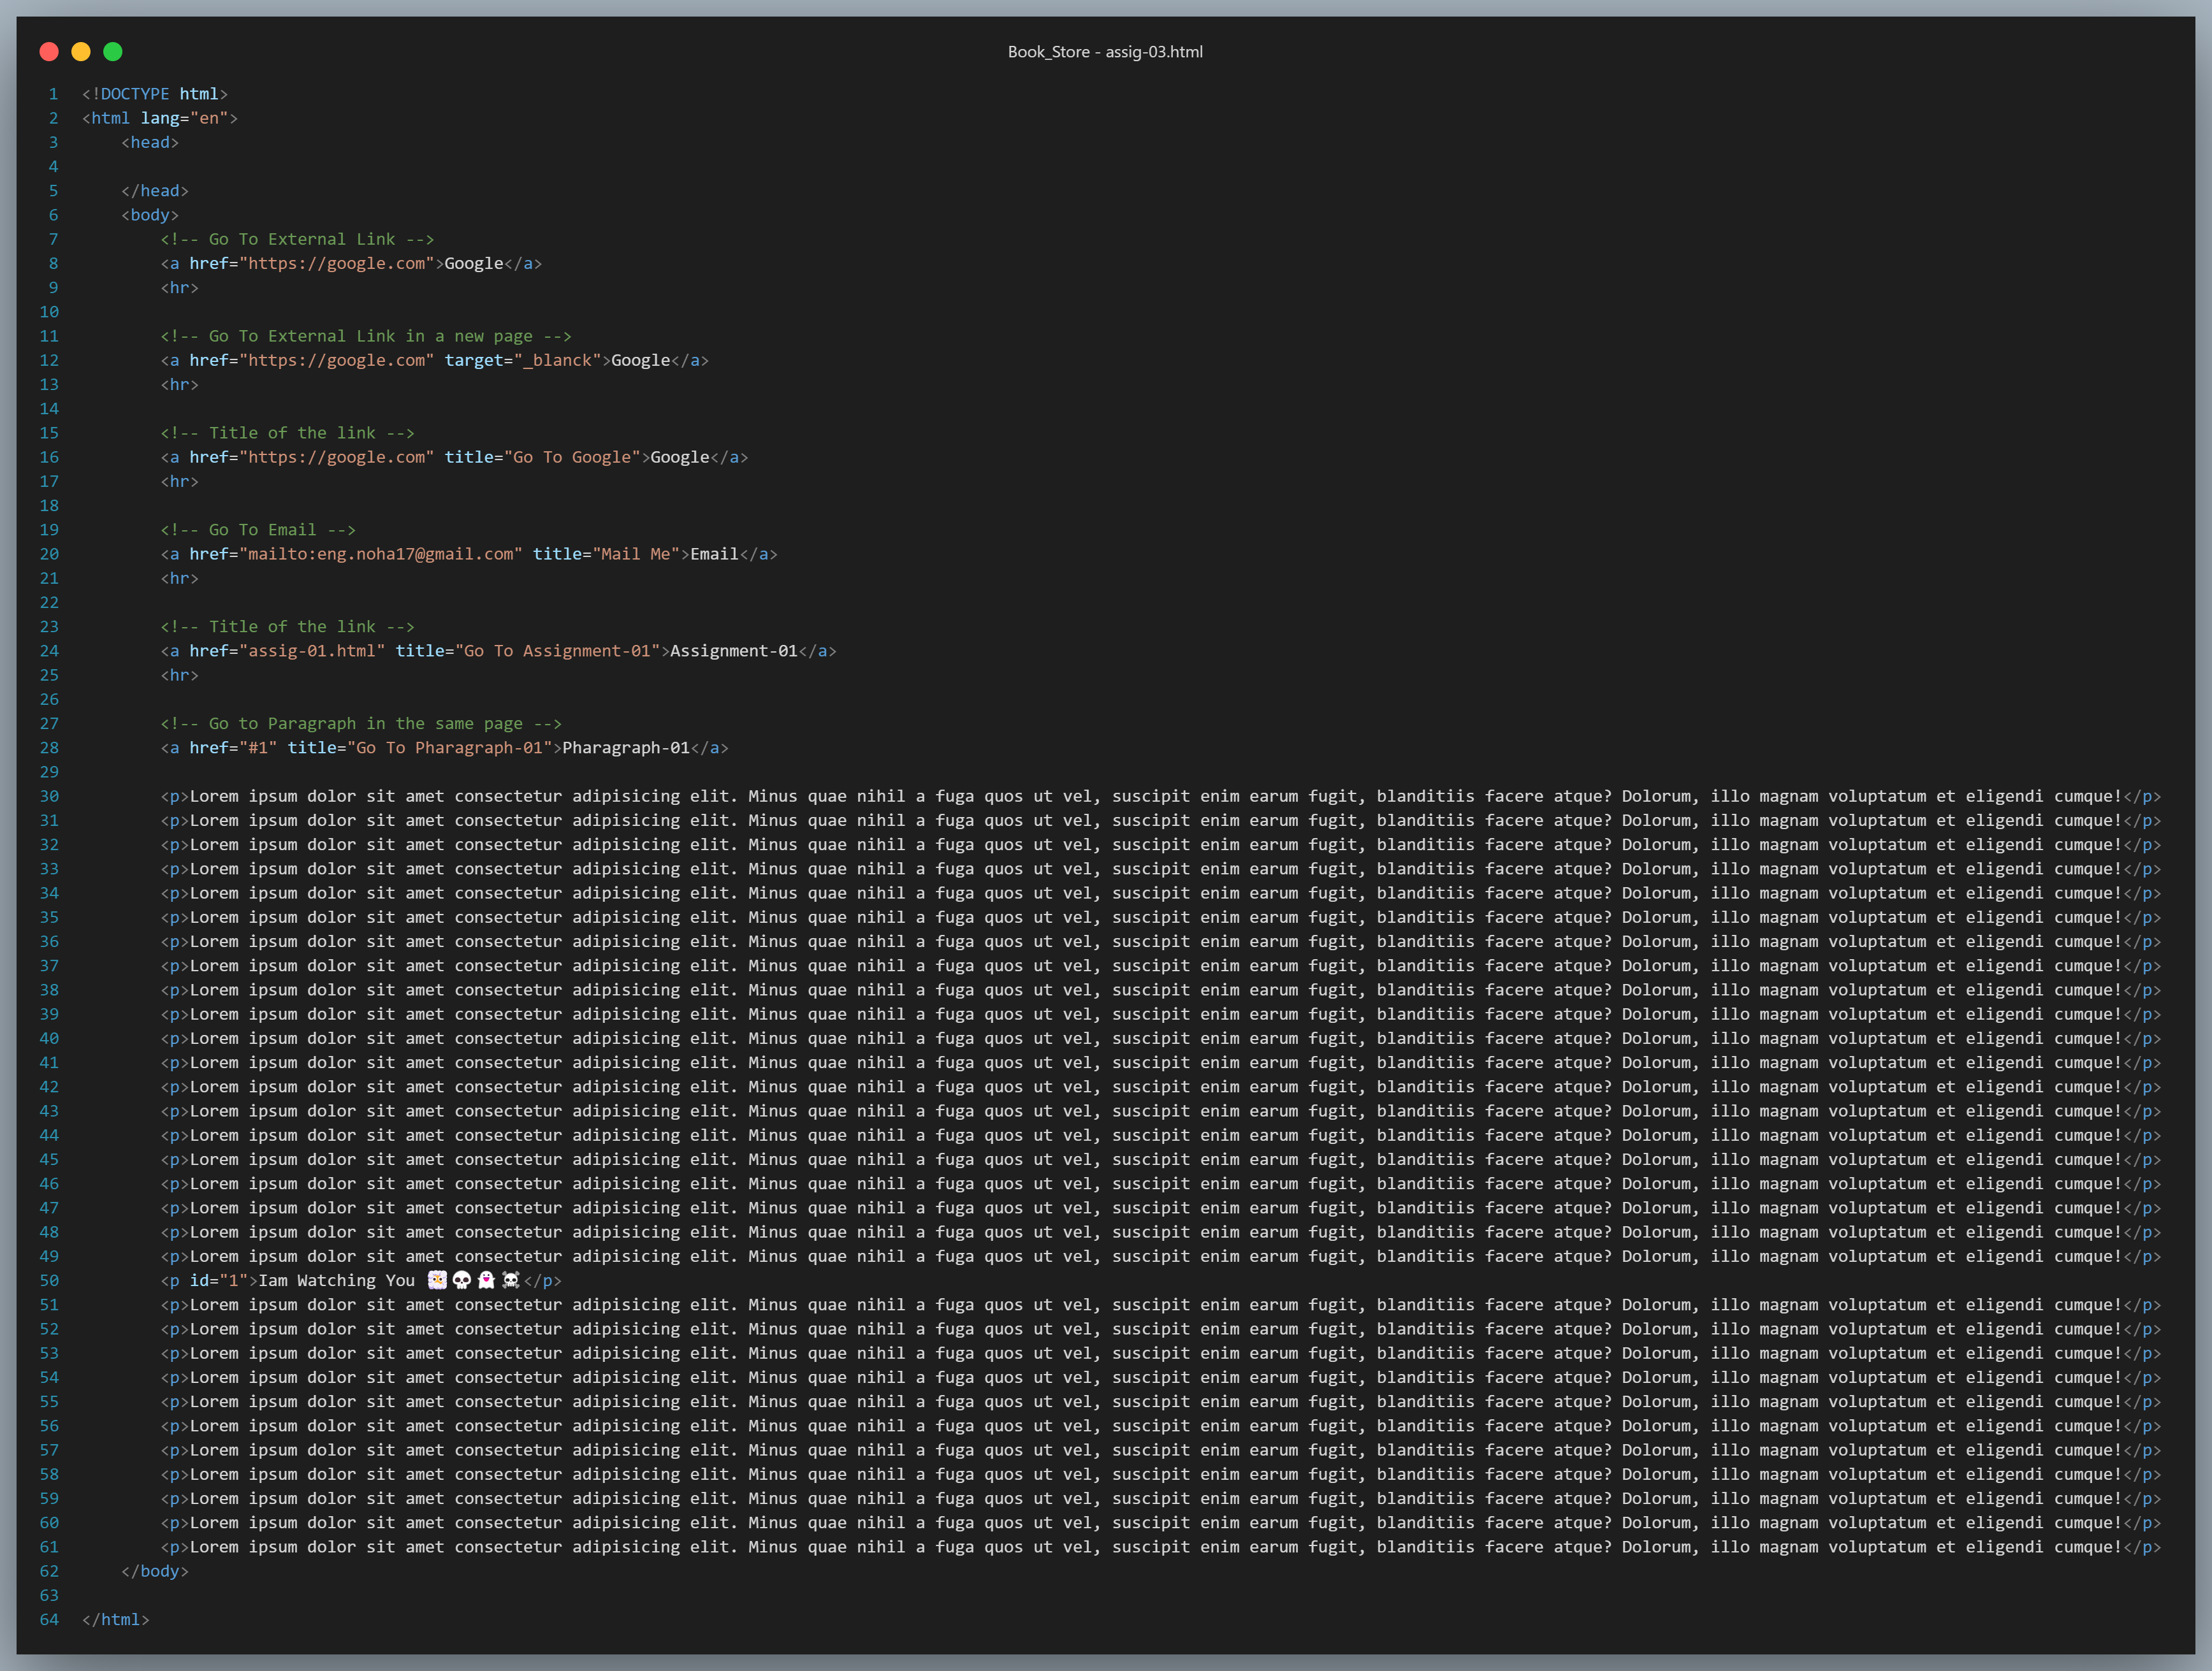 Book_Store - assig-03.html
1 <!DOCTYPE html>
2 <html lang="en">
3     <head>
4
5     </head>
6     <body>
7         <!-- Go To External Link -->
8         <a href="https://google.com">Google</a>
9         <hr>
10
11         <!-- Go To External Link in a new page -->
12         <a href="https://google.com" target="_blanck">Google</a>
13         <hr>
14
15         <!-- Title of the link -->
16         <a href="https://google.com" title="Go To Google">Google</a>
17         <hr>
18
19         <!-- Go To Email -->
20         <a href="mailto:eng.noha17@gmail.com" title="Mail Me">Email</a>
21         <hr>
22
23         <!-- Title of the link -->
24         <a href="assig-01.html" title="Go To Assignment-01">Assignment-01</a>
25         <hr>
26
27         <!-- Go to Paragraph in the same page -->
28         <a href="#1" title="Go To Pharagraph-01">Pharagraph-01</a>
29
30         <p>Lorem ipsum dolor sit amet consectetur adipisicing elit. Minus quae nihil a fuga quos ut vel, suscipit enim earum fugit, blanditiis facere atque? Dolorum, illo magnam voluptatum et eligendi cumque!</p>
31         <p>Lorem ipsum dolor sit amet consectetur adipisicing elit. Minus quae nihil a fuga quos ut vel, suscipit enim earum fugit, blanditiis facere atque? Dolorum, illo magnam voluptatum et eligendi cumque!</p>
32         <p>Lorem ipsum dolor sit amet consectetur adipisicing elit. Minus quae nihil a fuga quos ut vel, suscipit enim earum fugit, blanditiis facere atque? Dolorum, illo magnam voluptatum et eligendi cumque!</p>
33         <p>Lorem ipsum dolor sit amet consectetur adipisicing elit. Minus quae nihil a fuga quos ut vel, suscipit enim earum fugit, blanditiis facere atque? Dolorum, illo magnam voluptatum et eligendi cumque!</p>
34         <p>Lorem ipsum dolor sit amet consectetur adipisicing elit. Minus quae nihil a fuga quos ut vel, suscipit enim earum fugit, blanditiis facere atque? Dolorum, illo magnam voluptatum et eligendi cumque!</p>
35         <p>Lorem ipsum dolor sit amet consectetur adipisicing elit. Minus quae nihil a fuga quos ut vel, suscipit enim earum fugit, blanditiis facere atque? Dolorum, illo magnam voluptatum et eligendi cumque!</p>
36         <p>Lorem ipsum dolor sit amet consectetur adipisicing elit. Minus quae nihil a fuga quos ut vel, suscipit enim earum fugit, blanditiis facere atque? Dolorum, illo magnam voluptatum et eligendi cumque!</p>
37         <p>Lorem ipsum dolor sit amet consectetur adipisicing elit. Minus quae nihil a fuga quos ut vel, suscipit enim earum fugit, blanditiis facere atque? Dolorum, illo magnam voluptatum et eligendi cumque!</p>
38         <p>Lorem ipsum dolor sit amet consectetur adipisicing elit. Minus quae nihil a fuga quos ut vel, suscipit enim earum fugit, blanditiis facere atque? Dolorum, illo magnam voluptatum et eligendi cumque!</p>
39         <p>Lorem ipsum dolor sit amet consectetur adipisicing elit. Minus quae nihil a fuga quos ut vel, suscipit enim earum fugit, blanditiis facere atque? Dolorum, illo magnam voluptatum et eligendi cumque!</p>
40         <p>Lorem ipsum dolor sit amet consectetur adipisicing elit. Minus quae nihil a fuga quos ut vel, suscipit enim earum fugit, blanditiis facere atque? Dolorum, illo magnam voluptatum et eligendi cumque!</p>
41         <p>Lorem ipsum dolor sit amet consectetur adipisicing elit. Minus quae nihil a fuga quos ut vel, suscipit enim earum fugit, blanditiis facere atque? Dolorum, illo magnam voluptatum et eligendi cumque!</p>
42         <p>Lorem ipsum dolor sit amet consectetur adipisicing elit. Minus quae nihil a fuga quos ut vel, suscipit enim earum fugit, blanditiis facere atque? Dolorum, illo magnam voluptatum et eligendi cumque!</p>
43         <p>Lorem ipsum dolor sit amet consectetur adipisicing elit. Minus quae nihil a fuga quos ut vel, suscipit enim earum fugit, blanditiis facere atque? Dolorum, illo magnam voluptatum et eligendi cumque!</p>
44         <p>Lorem ipsum dolor sit amet consectetur adipisicing elit. Minus quae nihil a fuga quos ut vel, suscipit enim earum fugit, blanditiis facere atque? Dolorum, illo magnam voluptatum et eligendi cumque!</p>
45         <p>Lorem ipsum dolor sit amet consectetur adipisicing elit. Minus quae nihil a fuga quos ut vel, suscipit enim earum fugit, blanditiis facere atque? Dolorum, illo magnam voluptatum et eligendi cumque!</p>
46         <p>Lorem ipsum dolor sit amet consectetur adipisicing elit. Minus quae nihil a fuga quos ut vel, suscipit enim earum fugit, blanditiis facere atque? Dolorum, illo magnam voluptatum et eligendi cumque!</p>
47         <p>Lorem ipsum dolor sit amet consectetur adipisicing elit. Minus quae nihil a fuga quos ut vel, suscipit enim earum fugit, blanditiis facere atque? Dolorum, illo magnam voluptatum et eligendi cumque!</p>
48         <p>Lorem ipsum dolor sit amet consectetur adipisicing elit. Minus quae nihil a fuga quos ut vel, suscipit enim earum fugit, blanditiis facere atque? Dolorum, illo magnam voluptatum et eligendi cumque!</p>
49         <p>Lorem ipsum dolor sit amet consectetur adipisicing elit. Minus quae nihil a fuga quos ut vel, suscipit enim earum fugit, blanditiis facere atque? Dolorum, illo magnam voluptatum et eligendi cumque!</p>
50         <p id="1">Iam Watching You 😶‍🌫️💀👻☠</p>
51         <p>Lorem ipsum dolor sit amet consectetur adipisicing elit. Minus quae nihil a fuga quos ut vel, suscipit enim earum fugit, blanditiis facere atque? Dolorum, illo magnam voluptatum et eligendi cumque!</p>
52         <p>Lorem ipsum dolor sit amet consectetur adipisicing elit. Minus quae nihil a fuga quos ut vel, suscipit enim earum fugit, blanditiis facere atque? Dolorum, illo magnam voluptatum et eligendi cumque!</p>
53         <p>Lorem ipsum dolor sit amet consectetur adipisicing elit. Minus quae nihil a fuga quos ut vel, suscipit enim earum fugit, blanditiis facere atque? Dolorum, illo magnam voluptatum et eligendi cumque!</p>
54         <p>Lorem ipsum dolor sit amet consectetur adipisicing elit. Minus quae nihil a fuga quos ut vel, suscipit enim earum fugit, blanditiis facere atque? Dolorum, illo magnam voluptatum et eligendi cumque!</p>
55         <p>Lorem ipsum dolor sit amet consectetur adipisicing elit. Minus quae nihil a fuga quos ut vel, suscipit enim earum fugit, blanditiis facere atque? Dolorum, illo magnam voluptatum et eligendi cumque!</p>
56         <p>Lorem ipsum dolor sit amet consectetur adipisicing elit. Minus quae nihil a fuga quos ut vel, suscipit enim earum fugit, blanditiis facere atque? Dolorum, illo magnam voluptatum et eligendi cumque!</p>
57         <p>Lorem ipsum dolor sit amet consectetur adipisicing elit. Minus quae nihil a fuga quos ut vel, suscipit enim earum fugit, blanditiis facere atque? Dolorum, illo magnam voluptatum et eligendi cumque!</p>
58         <p>Lorem ipsum dolor sit amet consectetur adipisicing elit. Minus quae nihil a fuga quos ut vel, suscipit enim earum fugit, blanditiis facere atque? Dolorum, illo magnam voluptatum et eligendi cumque!</p>
59         <p>Lorem ipsum dolor sit amet consectetur adipisicing elit. Minus quae nihil a fuga quos ut vel, suscipit enim earum fugit, blanditiis facere atque? Dolorum, illo magnam voluptatum et eligendi cumque!</p>
60         <p>Lorem ipsum dolor sit amet consectetur adipisicing elit. Minus quae nihil a fuga quos ut vel, suscipit enim earum fugit, blanditiis facere atque? Dolorum, illo magnam voluptatum et eligendi cumque!</p>
61         <p>Lorem ipsum dolor sit amet consectetur adipisicing elit. Minus quae nihil a fuga quos ut vel, suscipit enim earum fugit, blanditiis facere atque? Dolorum, illo magnam voluptatum et eligendi cumque!</p>
62     </body>
63
64 </html>